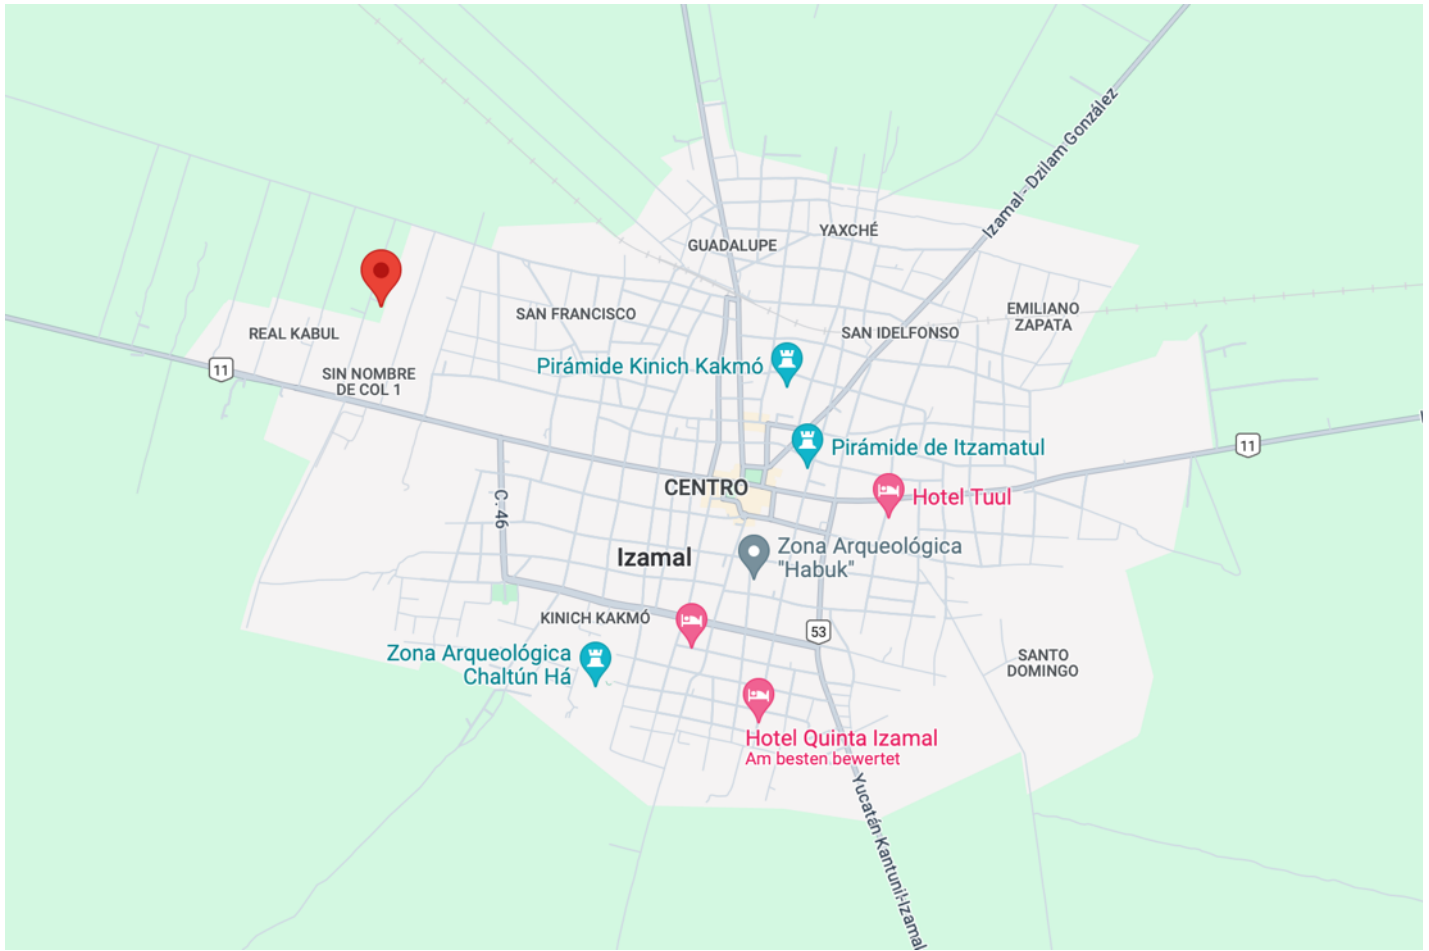 Izamal - Dzilam González
YAXCHÉ
GUADALUPE
EMILIANO
ZAPATA
SAN FRANCISCO
SAN IDELFONSO
REAL KABUL
Pirámide Kinich Kakmó
11
SIN NOMBRE
DE COL 1
Pirámide de Itzamatul
11
CENTRO
Hotel Tuul
C. 46
Izamal
Zona Arqueológica
"Habuk"
KINICH KAKMÓ
53
Zona Arqueológica
Chaltún Há
SANTO
DOMINGO
Hotel Quinta Izamal
Am besten bewertet
Yucatán Kantunil-Izamal